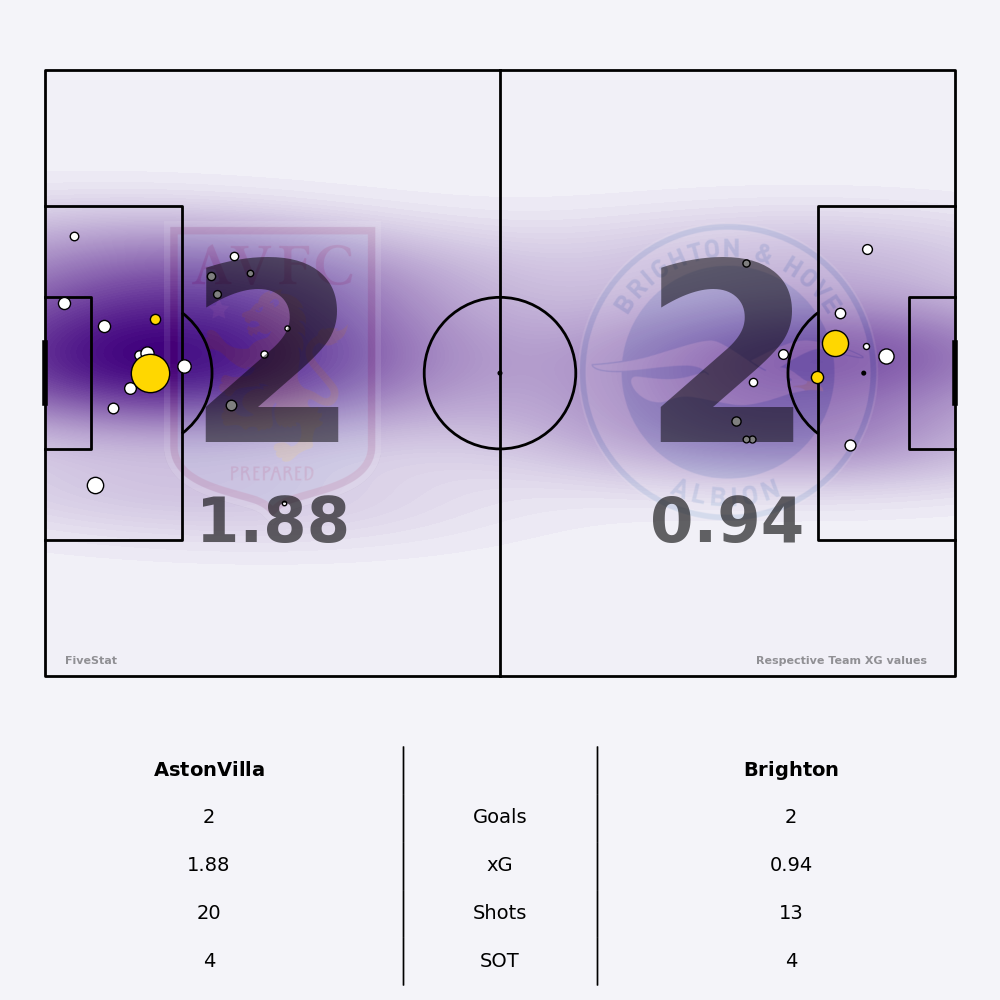 AVFC
BRIGHTON & HOVE
2
2
PREPARED
ALBION
1.88
0.94
FiveStat
Respective Team XG values
AstonVilla
Brighton
2
Goals
2
1.88
xG
0.94
20
Shots
13
4
SOT
4